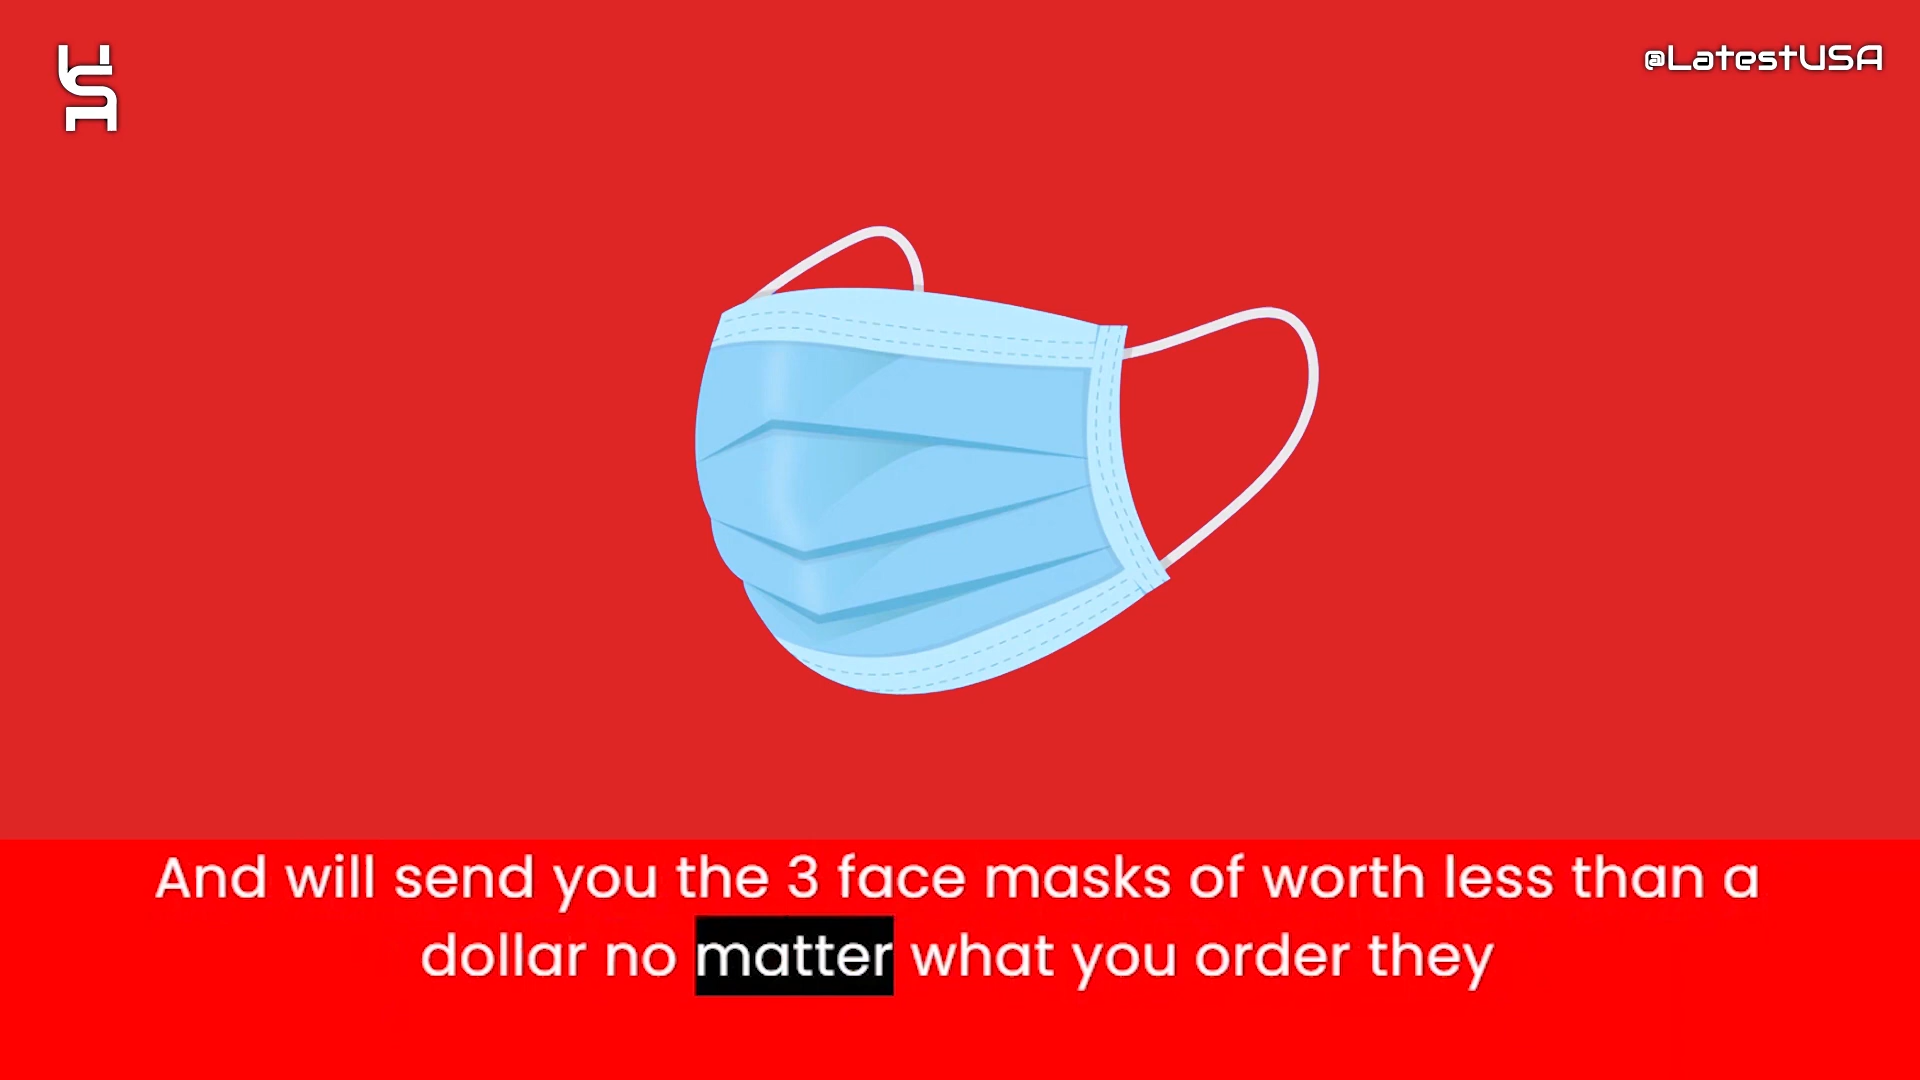 USA
@LatestUSA
And will send you the 3 face masks of worth less than a
dollar no matter what you order they